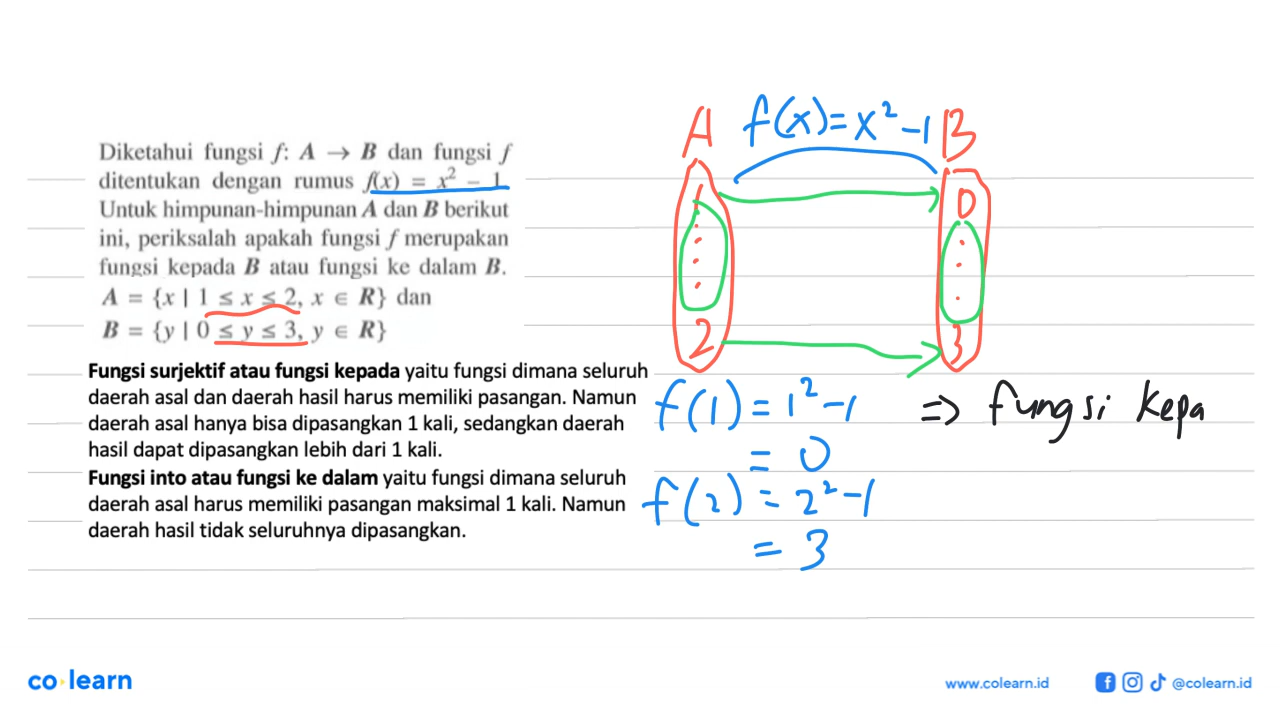 Diketahui fungsi f: A → B dan fungsi f
ditentukan dengan rumus f(x) = x² − 1
Untuk himpunan-himpunan A dan B berikut
ini, periksalah apakah fungsi f merupakan
fungsi kepada B atau fungsi ke dalam B.
A = {x | 1 ≤ x ≤ 2, x ∈ R} dan
B = {y | 0 ≤ y ≤ 3, y ∈ R}
Fungsi surjektif atau fungsi kepada yaitu fungsi dimana seluruh
daerah asal dan daerah hasil harus memiliki pasangan. Namun
daerah asal hanya bisa dipasangkan 1 kali, sedangkan daerah
hasil dapat dipasangkan lebih dari 1 kali.
Fungsi into atau fungsi ke dalam yaitu fungsi dimana seluruh
daerah asal harus memiliki pasangan maksimal 1 kali. Namun
daerah hasil tidak seluruhnya dipasangkan.
A f(x)=x²-1 B
1 0
2 3
f(1) = 1²-1
= 0
f(2) = 2²-1
= 3
⇒ fungsi kepa
co learn
www.colearn.id @colearn.id